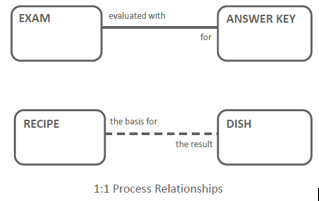 EXAM
evaluated with
for
ANSWER KEY
RECIPE
the basis for
the result
DISH
1:1 Process Relationships